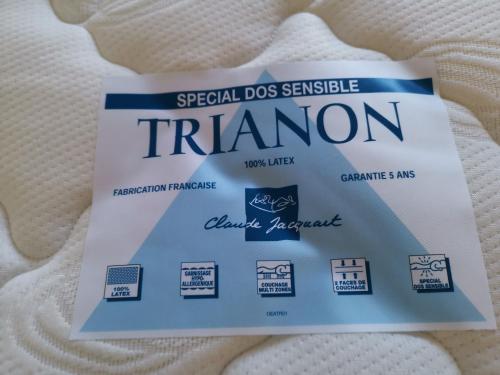 SPECIAL DOS SENSIBLE
TRIANON
100% LATEX
FABRICATION FRANCAISE
GARANTIE 5 ANS
Claude Jacquart
100% LATEX
GARNISSAGE HYPO-ALLERGENIQUE
COUCHAGE MULTI ZONES
2 FACES DE COUCHAGE
SPECIAL DOS SENSIBLE